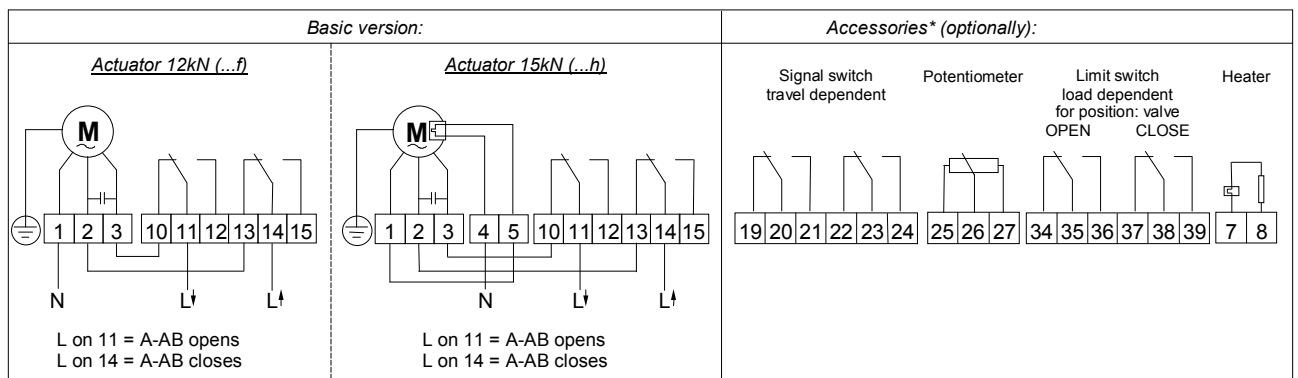 Basic version:
Accessories* (optionally):
Actuator 12kN (...f)
M
1 2 3 10 11 12 13 14 15
N L L
L on 11 = A-AB opens
L on 14 = A-AB closes
Actuator 15kN (...h)
M
1 2 3 4 5 10 11 12 13 14 15
N L L
L on 11 = A-AB opens
L on 14 = A-AB closes
Signal switch
travel dependent
19 20 21 22 23 24
Potentiometer
25 26 27
Limit switch
load dependent
for position: valve
OPEN CLOSE
34 35 36 37 38 39
Heater
7 8